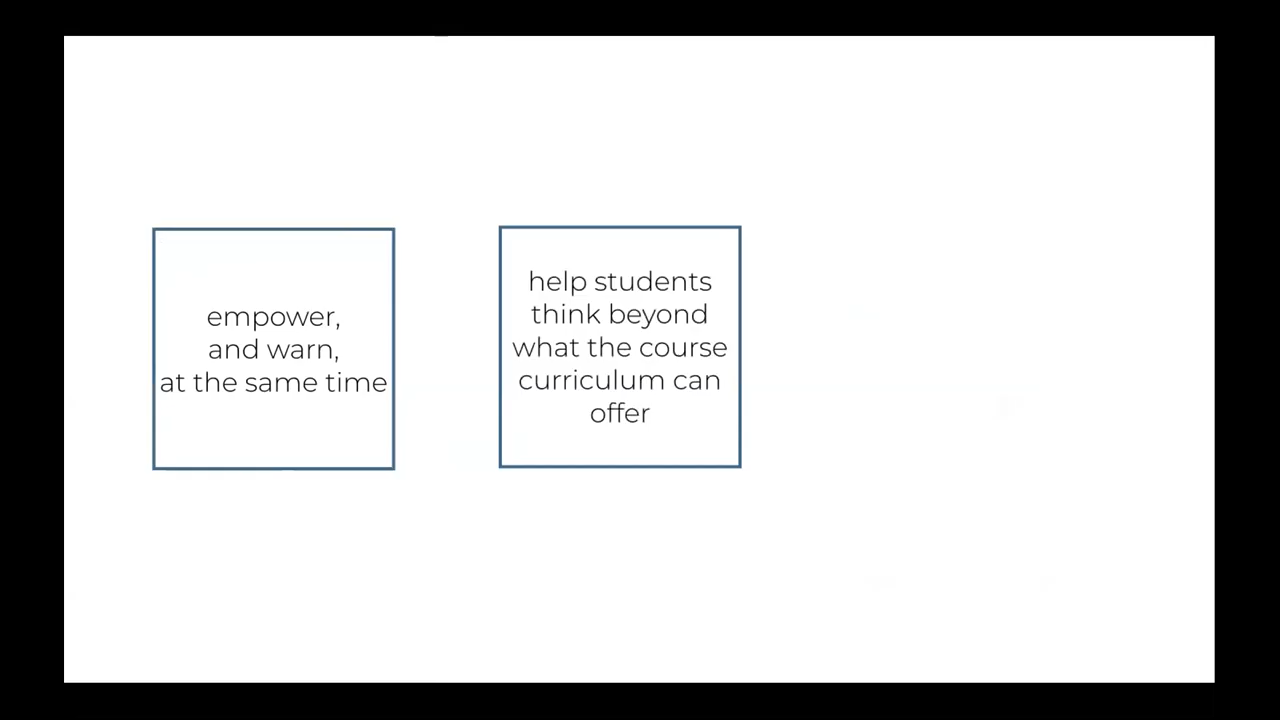 empower,
and warn,
at the same time
help students
think beyond
what the course
curriculum can
offer